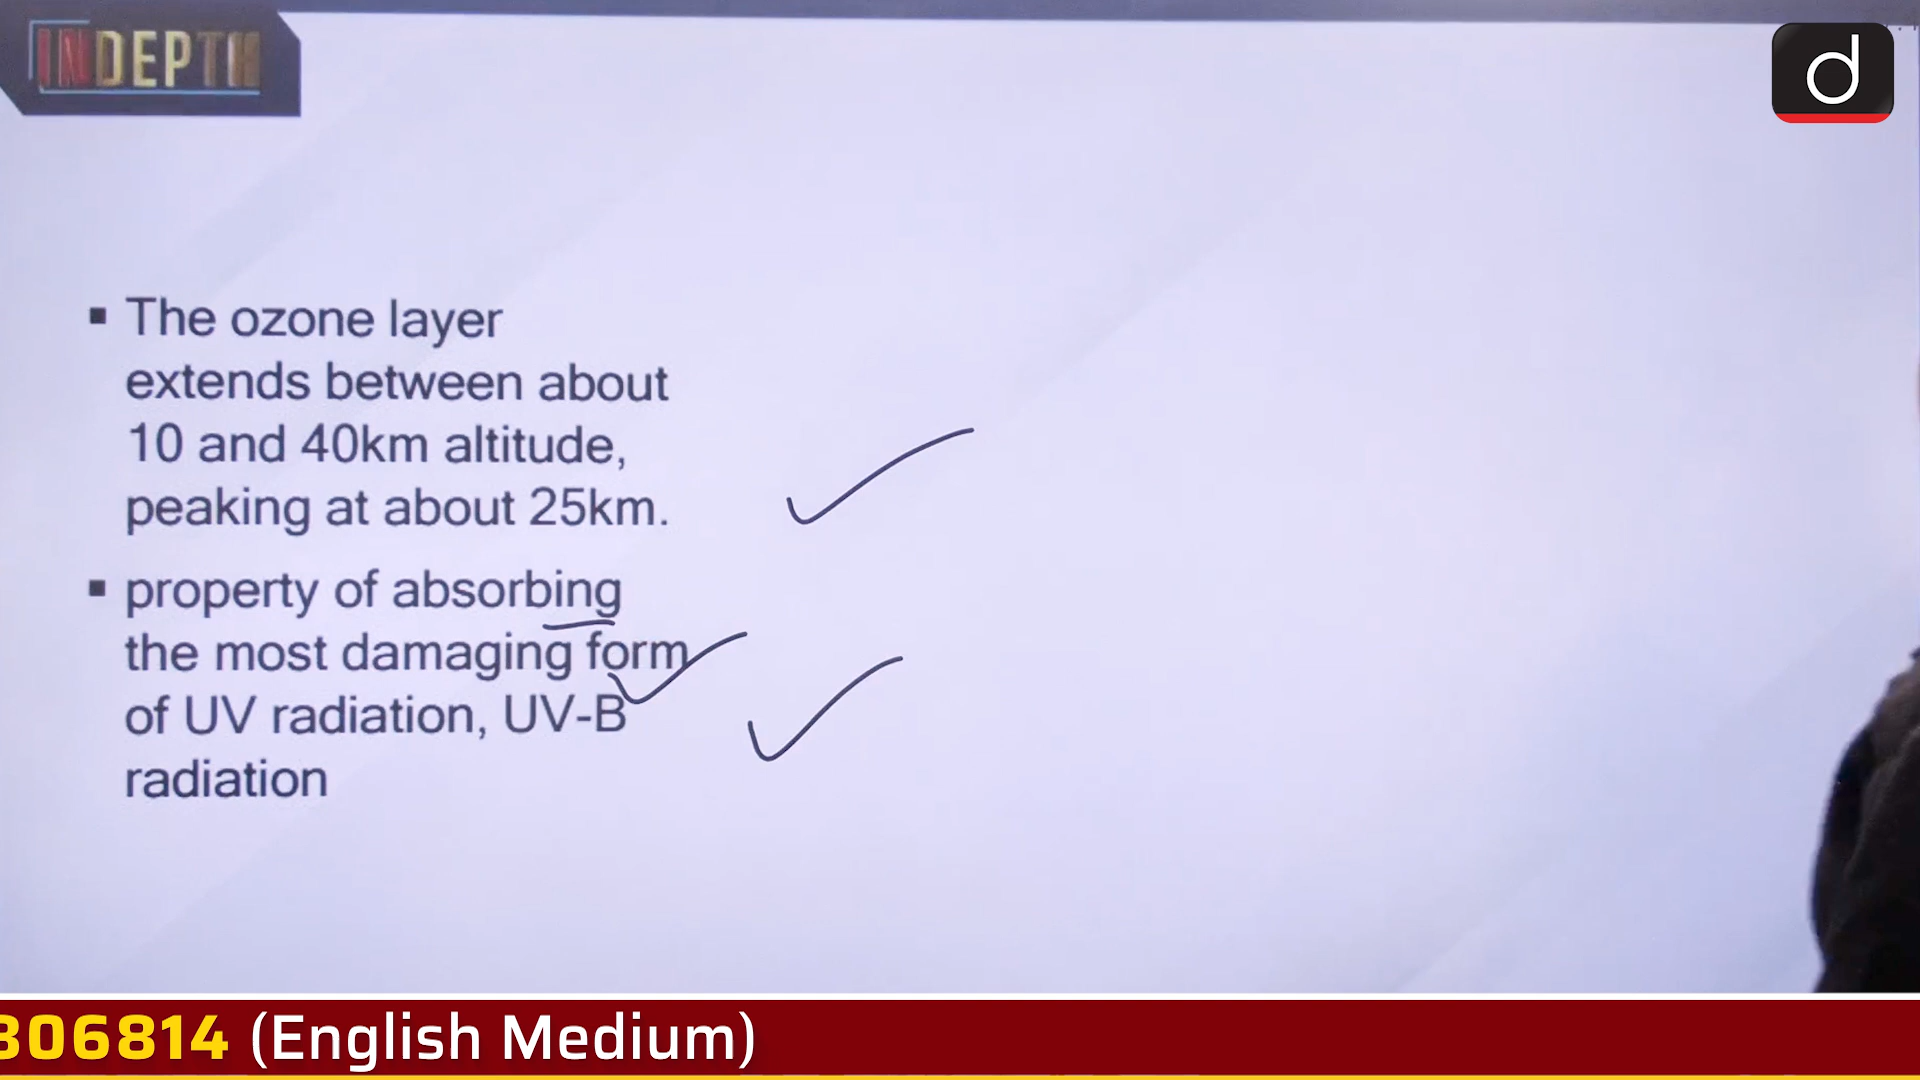 INDEPTH
d
▪ The ozone layer
extends between about
10 and 40km altitude,
peaking at about 25km.
▪ property of absorbing
the most damaging form
of UV radiation, UV-B
radiation
306814 (English Medium)